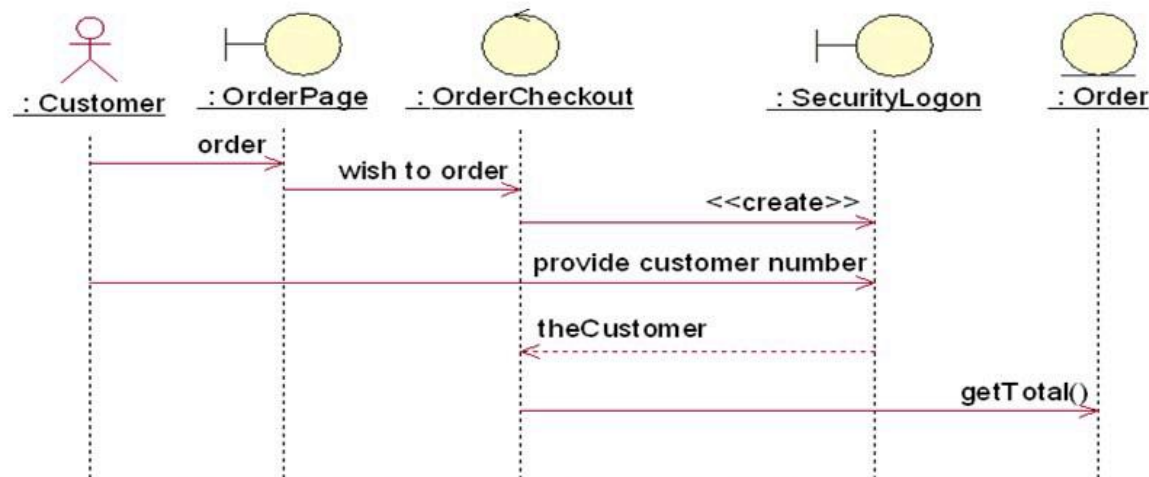 : Customer
: OrderPage
: OrderCheckout
: SecurityLogon
: Order
order
wish to order
<<create>>
provide customer number
theCustomer
getTotal()